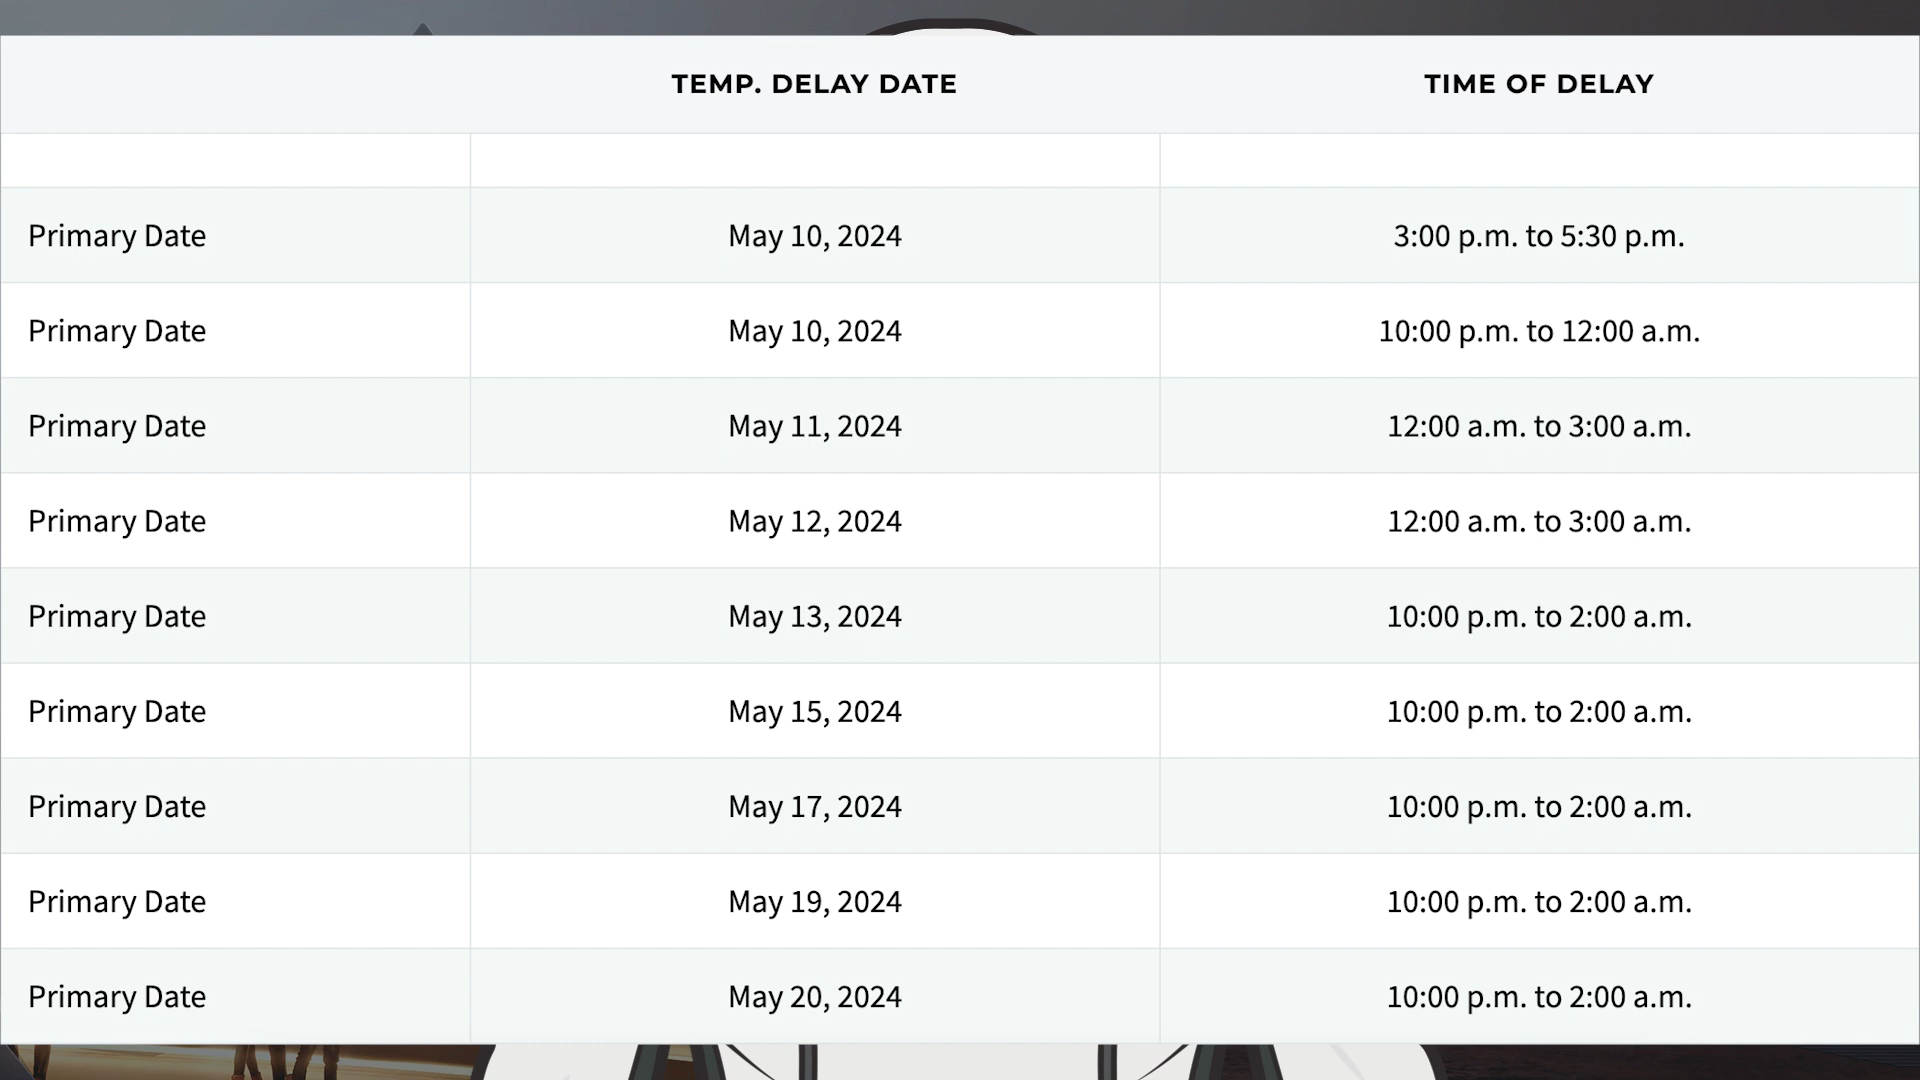 TEMP. DELAY DATE TIME OF DELAY
Primary Date May 10, 2024 3:00 p.m. to 5:30 p.m.
Primary Date May 10, 2024 10:00 p.m. to 12:00 a.m.
Primary Date May 11, 2024 12:00 a.m. to 3:00 a.m.
Primary Date May 12, 2024 12:00 a.m. to 3:00 a.m.
Primary Date May 13, 2024 10:00 p.m. to 2:00 a.m.
Primary Date May 15, 2024 10:00 p.m. to 2:00 a.m.
Primary Date May 17, 2024 10:00 p.m. to 2:00 a.m.
Primary Date May 19, 2024 10:00 p.m. to 2:00 a.m.
Primary Date May 20, 2024 10:00 p.m. to 2:00 a.m.